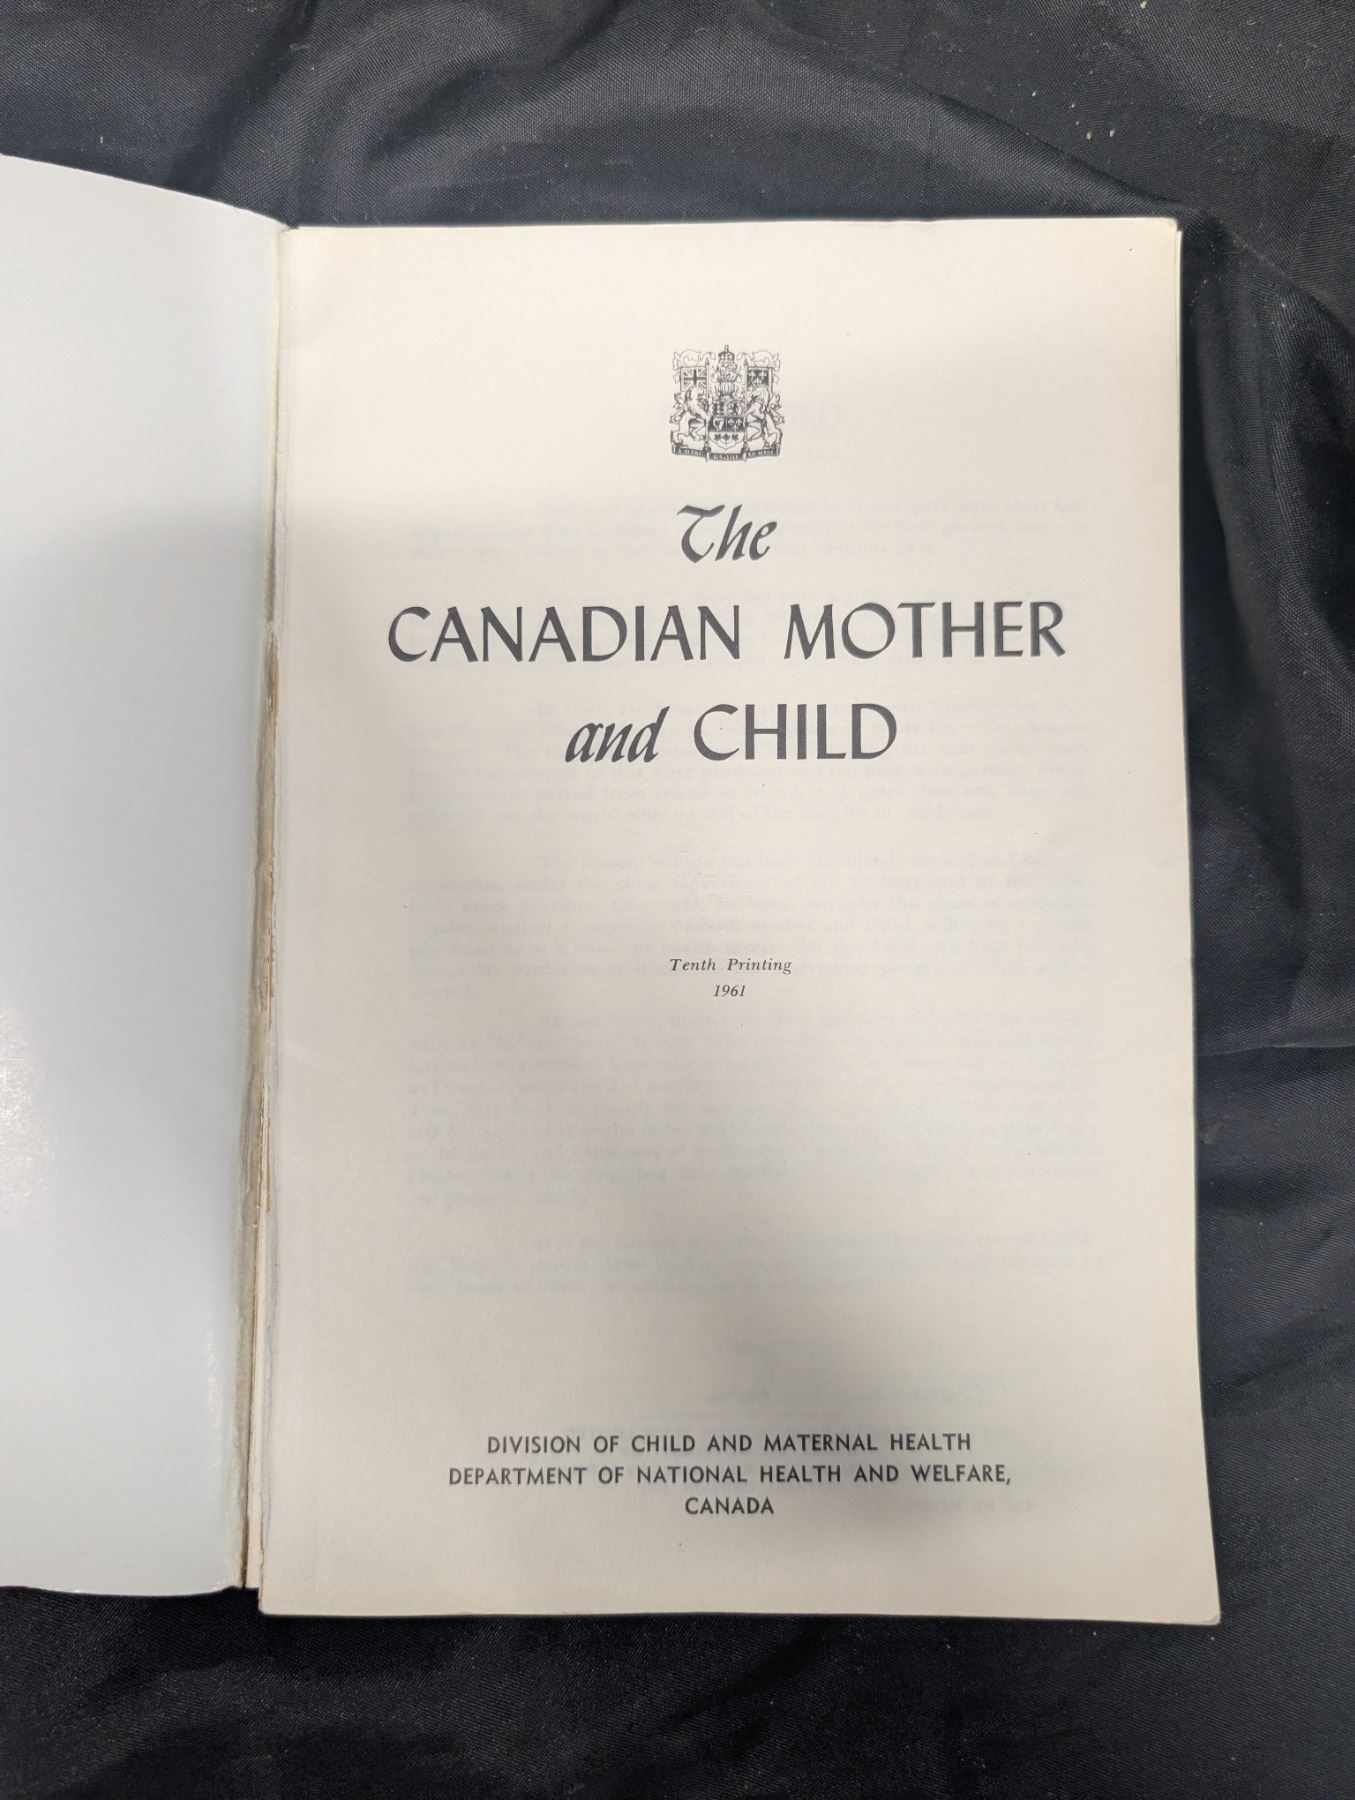 The
CANADIAN MOTHER
and CHILD
Tenth Printing
1961
DIVISION OF CHILD AND MATERNAL HEALTH
DEPARTMENT OF NATIONAL HEALTH AND WELFARE,
CANADA